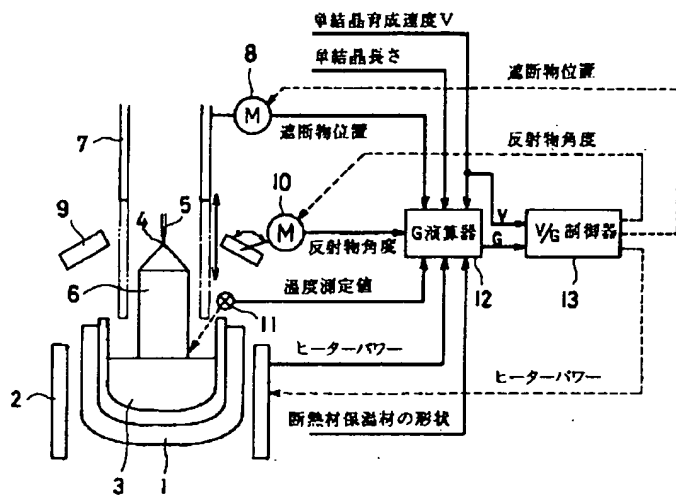 単結晶育成速度V
単結晶長さ
8
M
遮断物位置
遮断物位置
7
反射物角度
10
4
5
9
M
反射物角度
G演算器
V
G
V/G制御器
6
12
13
温度測定値
11
ヒーターパワー
2
ヒーターパワー
断熱材保温材の形状
3
1